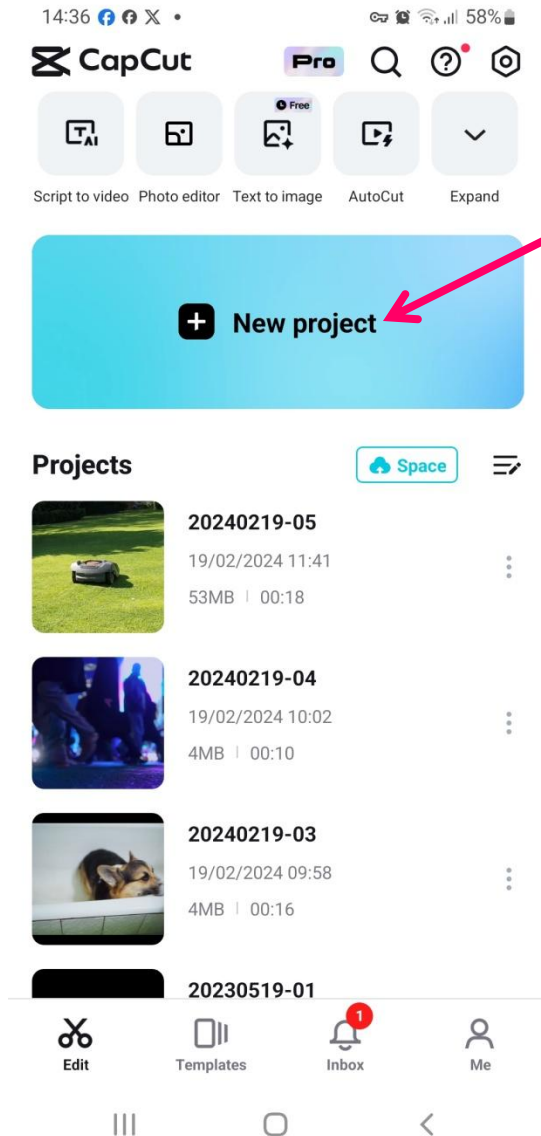 14:36
58%
CapCut
Pro
Free
Script to video
Photo editor
Text to image
AutoCut
Expand
New project
Projects
Space
20240219-05
19/02/2024 11:41
53MB | 00:18
20240219-04
19/02/2024 10:02
4MB | 00:10
20240219-03
19/02/2024 09:58
4MB | 00:16
20230519-01
1
Edit
Templates
Inbox
Me